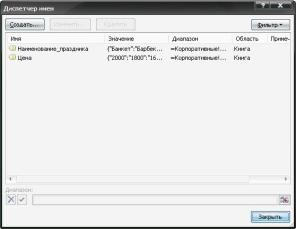 Диспетчер имен
Создать... Изменить... Удалить Фильтр
Имя Значение Диапазон Область Примеч
Наименование_праздника {"Банкет":"Барбек... =Корпоративные!... Книга
Цена {"2000":"1800":"16... =Корпоративные!... Книга
Диапазон:
Закрыть